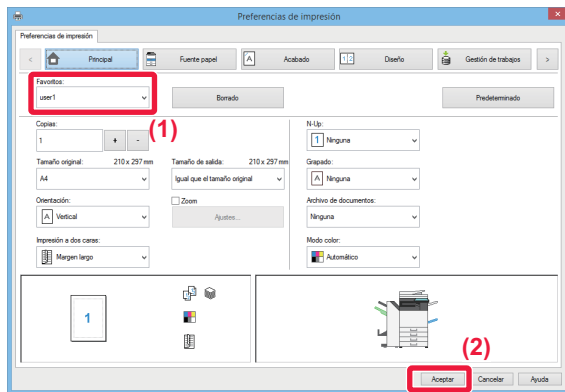 Preferencias de impresión
Preferencias de impresión
Principal
Fuente papel
A Acabado
1 2 Diseño
Gestión de trabajos
Favoritos:
user1
Borrado
Predeterminado
(1)
Copias:
1 + -
Tamaño original: 210 x 297 mm
A4
Tamaño de salida: 210 x 297 mm
Igual que el tamaño original
Orientación:
A Vertical
Zoom
Ajustes...
Impresión a dos caras:
Margen largo
N-Up:
1 Ninguna
Grapado:
A Ninguna
Archivo de documentos:
Ninguna
Modo color:
Automático
1
(2)
Aceptar
Cancelar
Ayuda